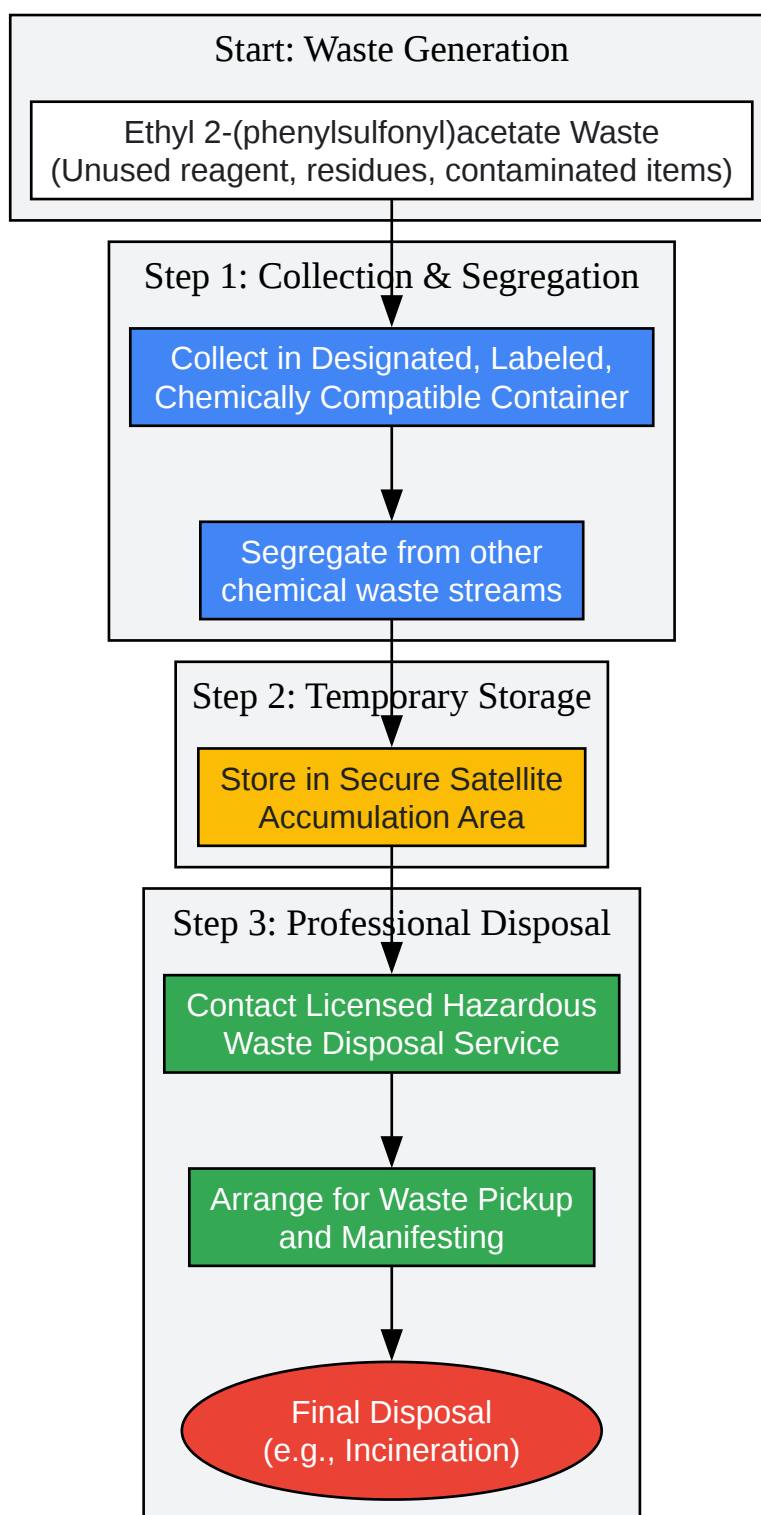 Start: Waste Generation
Ethyl 2-(phenylsulfonyl)acetate Waste
(Unused reagent, residues, contaminated items)
Step 1: Collection & Segregation
Collect in Designated, Labeled,
Chemically Compatible Container
Segregate from other
chemical waste streams
Step 2: Temporary Storage
Store in Secure Satellite
Accumulation Area
Step 3: Professional Disposal
Contact Licensed Hazardous
Waste Disposal Service
Arrange for Waste Pickup
and Manifesting
Final Disposal
(e.g., Incineration)